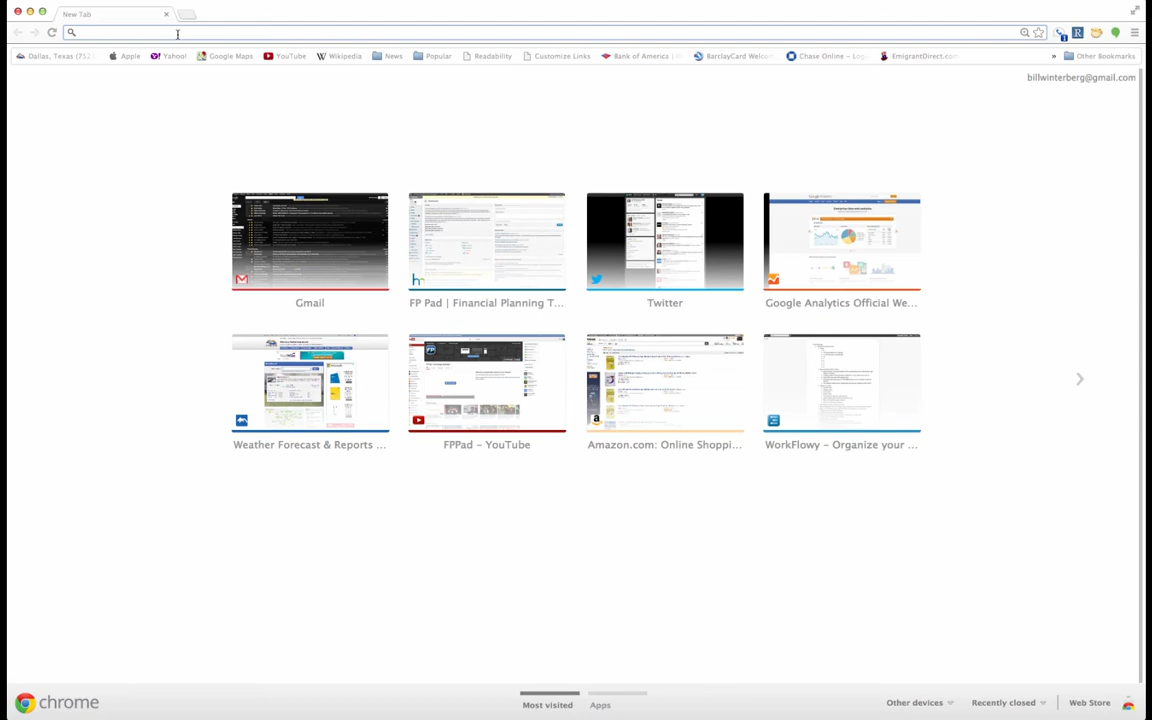 New Tab
Dallas, Texas (752
Apple
Yahoo!
Google Maps
YouTube
Wikipedia
News
Popular
Readability
Customize Links
Bank of America |
BarclayCard Welcom
Chase Online - Log
EmigrantDirect.com
»
Other Bookmarks
billwinterberg@gmail.com
Gmail
FP Pad | Financial Planning T...
Twitter
Google Analytics Official We...
Weather Forecast & Reports ...
FPPad - YouTube
Amazon.com: Online Shoppi...
WorkFlowy - Organize your ...
chrome
Most visited
Apps
Other devices
Recently closed
Web Store